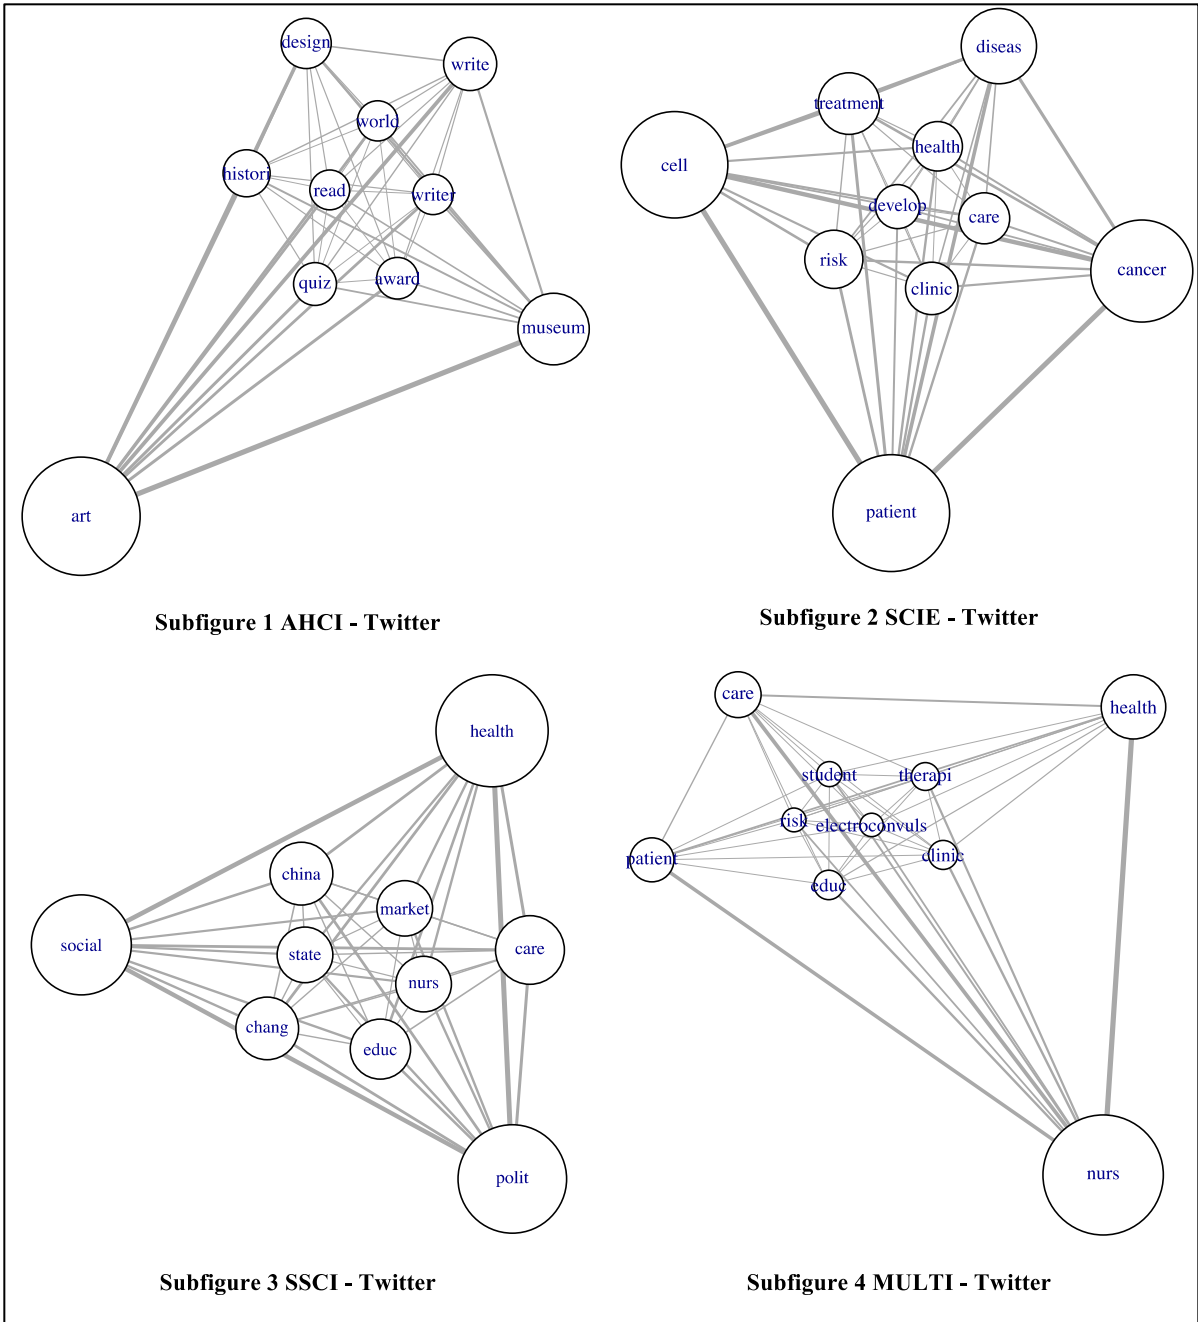 design
write
world
histori
read
writer
quiz
award
museum
art
Subfigure 1 AHCI - Twitter
diseas
treatment
cell
health
develop
care
risk
clinic
cancer
patient
Subfigure 2 SCIE - Twitter
health
china
market
social
state
care
nurs
chang
educ
polit
Subfigure 3 SSCI - Twitter
care
health
student
therapi
risk
electroconvuls
patient
clinic
educ
nurs
Subfigure 4 MULTI - Twitter